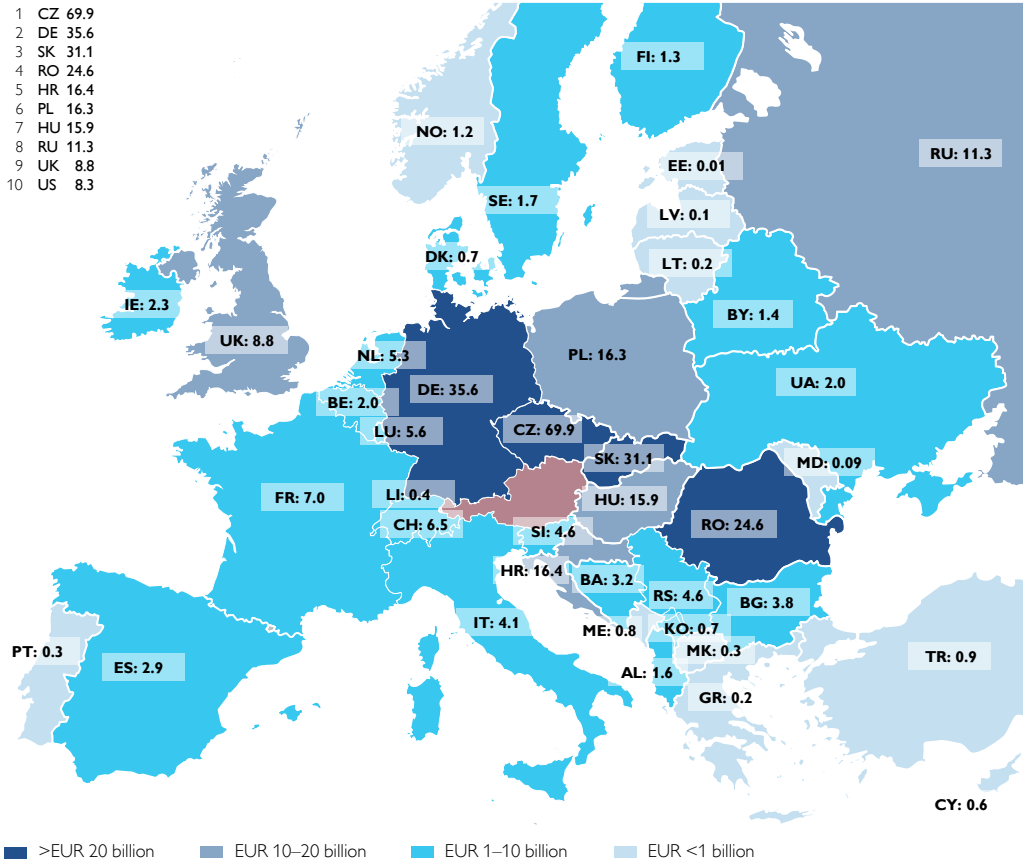 1 CZ 69.9
2 DE 35.6
3 SK 31.1
4 RO 24.6
5 HR 16.4
6 PL 16.3
7 HU 15.9
8 RU 11.3
9 UK 8.8
10 US 8.3
FI: 1.3
NO: 1.2
RU: 11.3
EE: 0.01
SE: 1.7
LV: 0.1
DK: 0.7
LT: 0.2
IE: 2.3
BY: 1.4
UK: 8.8
NL: 5.3
PL: 16.3
UA: 2.0
DE: 35.6
BE: 2.0
LU: 5.6
CZ: 69.9
SK: 31.1
MD: 0.09
FR: 7.0
LI: 0.4
HU: 15.9
CH: 6.5
SI: 4.6
RO: 24.6
HR: 16.4
BA: 3.2
RS: 4.6
BG: 3.8
IT: 4.1
ME: 0.8
KO: 0.7
PT: 0.3
MK: 0.3
TR: 0.9
ES: 2.9
AL: 1.6
GR: 0.2
CY: 0.6
>EUR 20 billion
EUR 10–20 billion
EUR 1–10 billion
EUR <1 billion